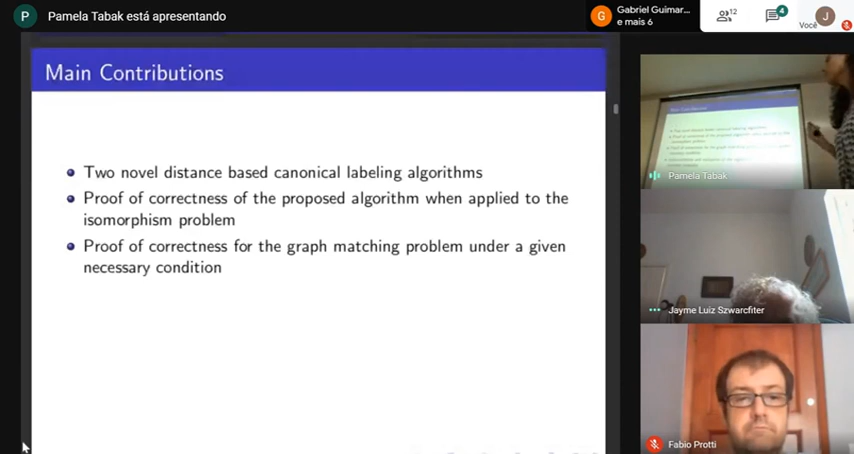 P Pamela Tabak está apresentando
G Gabriel Guimar...
e mais 6
12
4
J
Você
Main Contributions
Two novel distance based canonical labeling algorithms
Proof of correctness of the proposed algorithm when applied to the
isomorphism problem
Proof of correctness for the graph matching problem under a given
necessary condition
Main Contributions
Pamela Tabak
Jayme Luiz Szwarcfiter
Fabio Protti